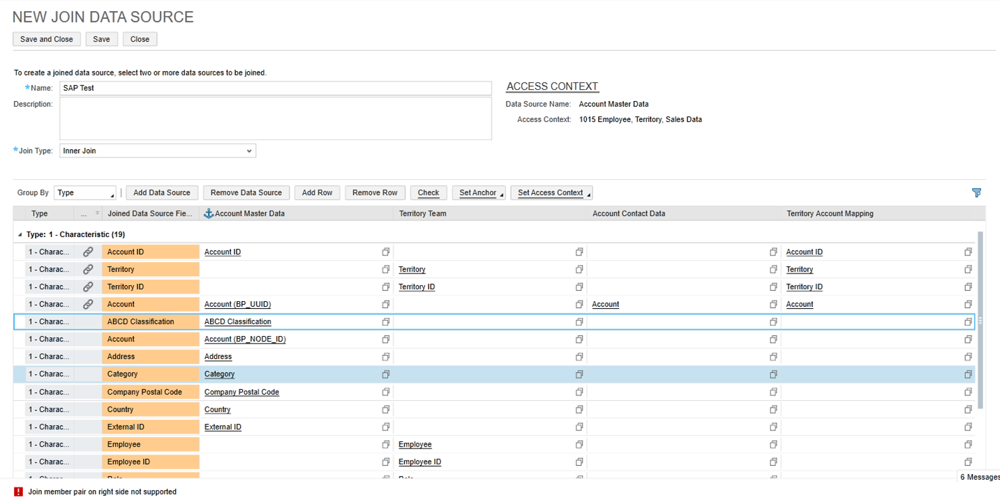 NEW JOIN DATA SOURCE
Save and Close Save Close
To create a joined data source, select two or more data sources to be joined.
*Name: SAP Test
Description:
*Join Type: Inner Join
ACCESS CONTEXT
Data Source Name: Account Master Data
Access Context: 1015 Employee, Territory, Sales Data
Group By Type | Add Data Source Remove Data Source Add Row Remove Row Check Set Anchor Set Access Context
Type ... Joined Data Source Fie... Account Master Data Territory Team Account Contact Data Territory Account Mapping
Type: 1 - Characteristic (19)
1 - Charac... Account ID Account ID Account ID
1 - Charac... Territory Territory Territory
1 - Charac... Territory ID Territory ID Territory ID
1 - Charac... Account Account (BP_UUID) Account Account
1 - Charac... ABCD Classification ABCD Classification
1 - Charac... Account Account (BP_NODE_ID)
1 - Charac... Address Address
1 - Charac... Category Category
1 - Charac... Company Postal Code Company Postal Code
1 - Charac... Country Country
1 - Charac... External ID External ID
1 - Charac... Employee Employee
1 - Charac... Employee ID Employee ID
6 Messages
! Join member pair on right side not supported